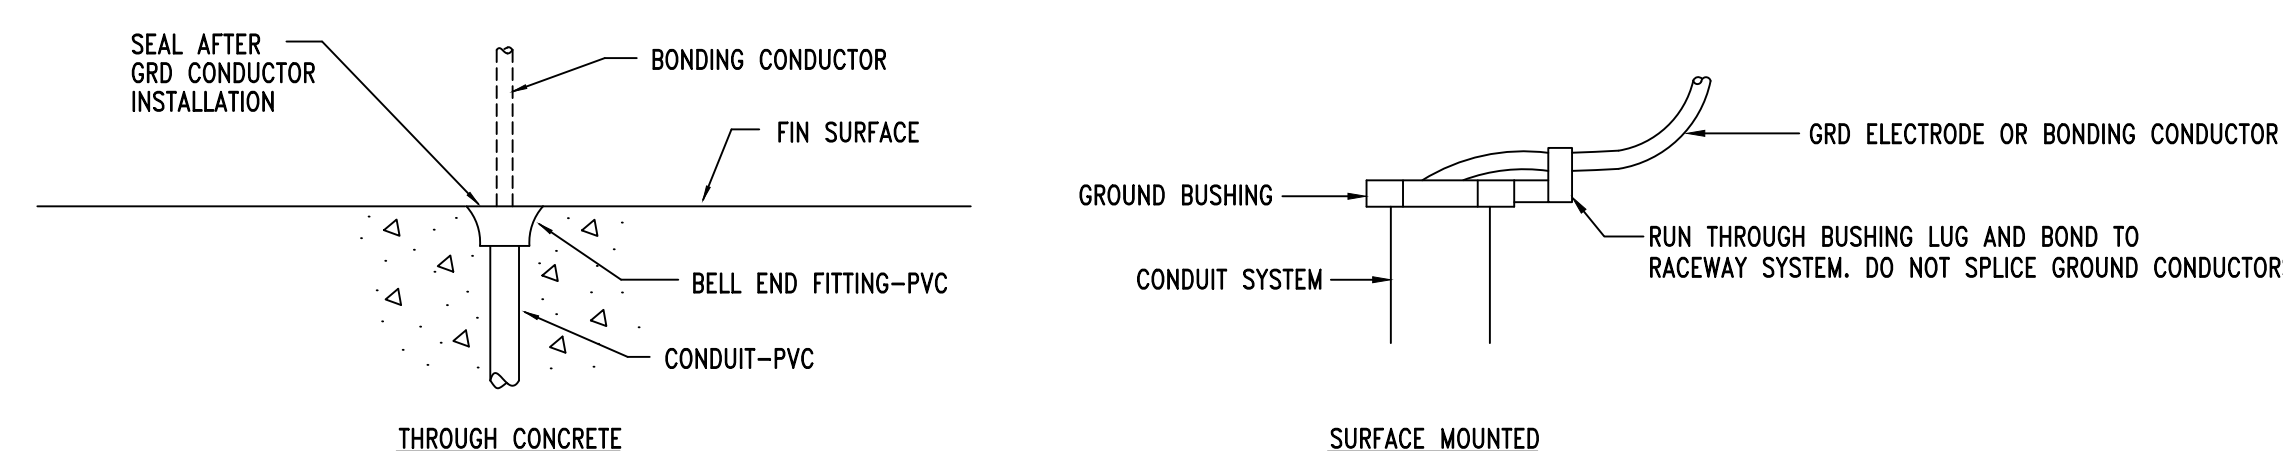 SEAL AFTER
GRD CONDUCTOR
INSTALLATION
BONDING CONDUCTOR
FIN SURFACE
BELL END FITTING-PVC
CONDUIT-PVC
THROUGH CONCRETE
GRD ELECTRODE OR BONDING CONDUCTOR
GROUND BUSHING
RUN THROUGH BUSHING LUG AND BOND TO
RACEWAY SYSTEM. DO NOT SPLICE GROUND CONDUCTORS
CONDUIT SYSTEM
SURFACE MOUNTED